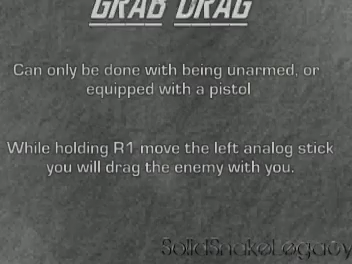 GRAB DRAG
Can only be done with being unarmed, or
equipped with a pistol
While holding R1 move the left analog stick
you will drag the enemy with you.
SolidSnakeLegacy